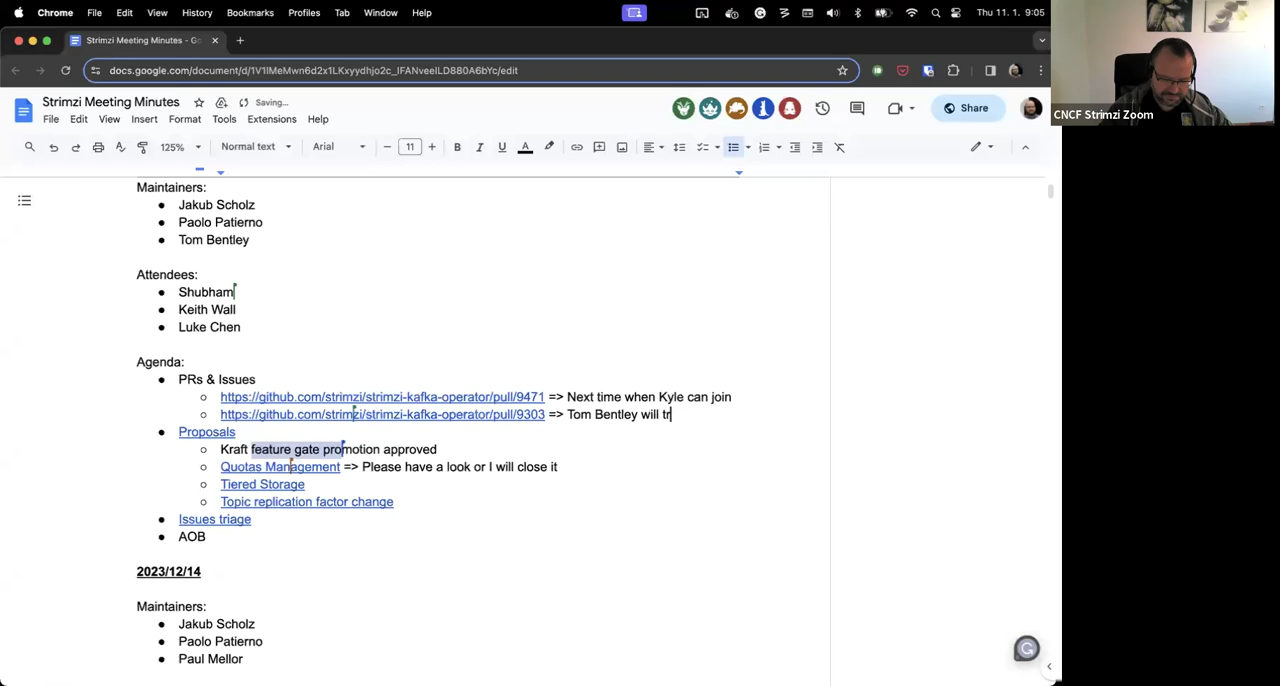 Chrome File Edit View History Bookmarks Profiles Tab Window Help Thu 11. 1. 9:05
Strimzi Meeting Minutes - Go
docs.google.com/document/d/1V1lMeMwn6d2x1LKxyydhjo2c_IFANveeILD880A6bYc/edit
Strimzi Meeting Minutes Saving...
File Edit View Insert Format Tools Extensions Help
Share
CNCF Strimzi Zoom
125% Normal text Arial 11
Maintainers:
● Jakub Scholz
● Paolo Patierno
● Tom Bentley
Attendees:
● Shubham
● Keith Wall
● Luke Chen
Agenda:
● PRs & Issues
○ https://github.com/strimzi/strimzi-kafka-operator/pull/9471 => Next time when Kyle can join
○ https://github.com/strimzi/strimzi-kafka-operator/pull/9303 => Tom Bentley will tr
● Proposals
○ Kraft feature gate promotion approved
○ Quotas Management => Please have a look or I will close it
○ Tiered Storage
○ Topic replication factor change
● Issues triage
● AOB
2023/12/14
Maintainers:
● Jakub Scholz
● Paolo Patierno
● Paul Mellor